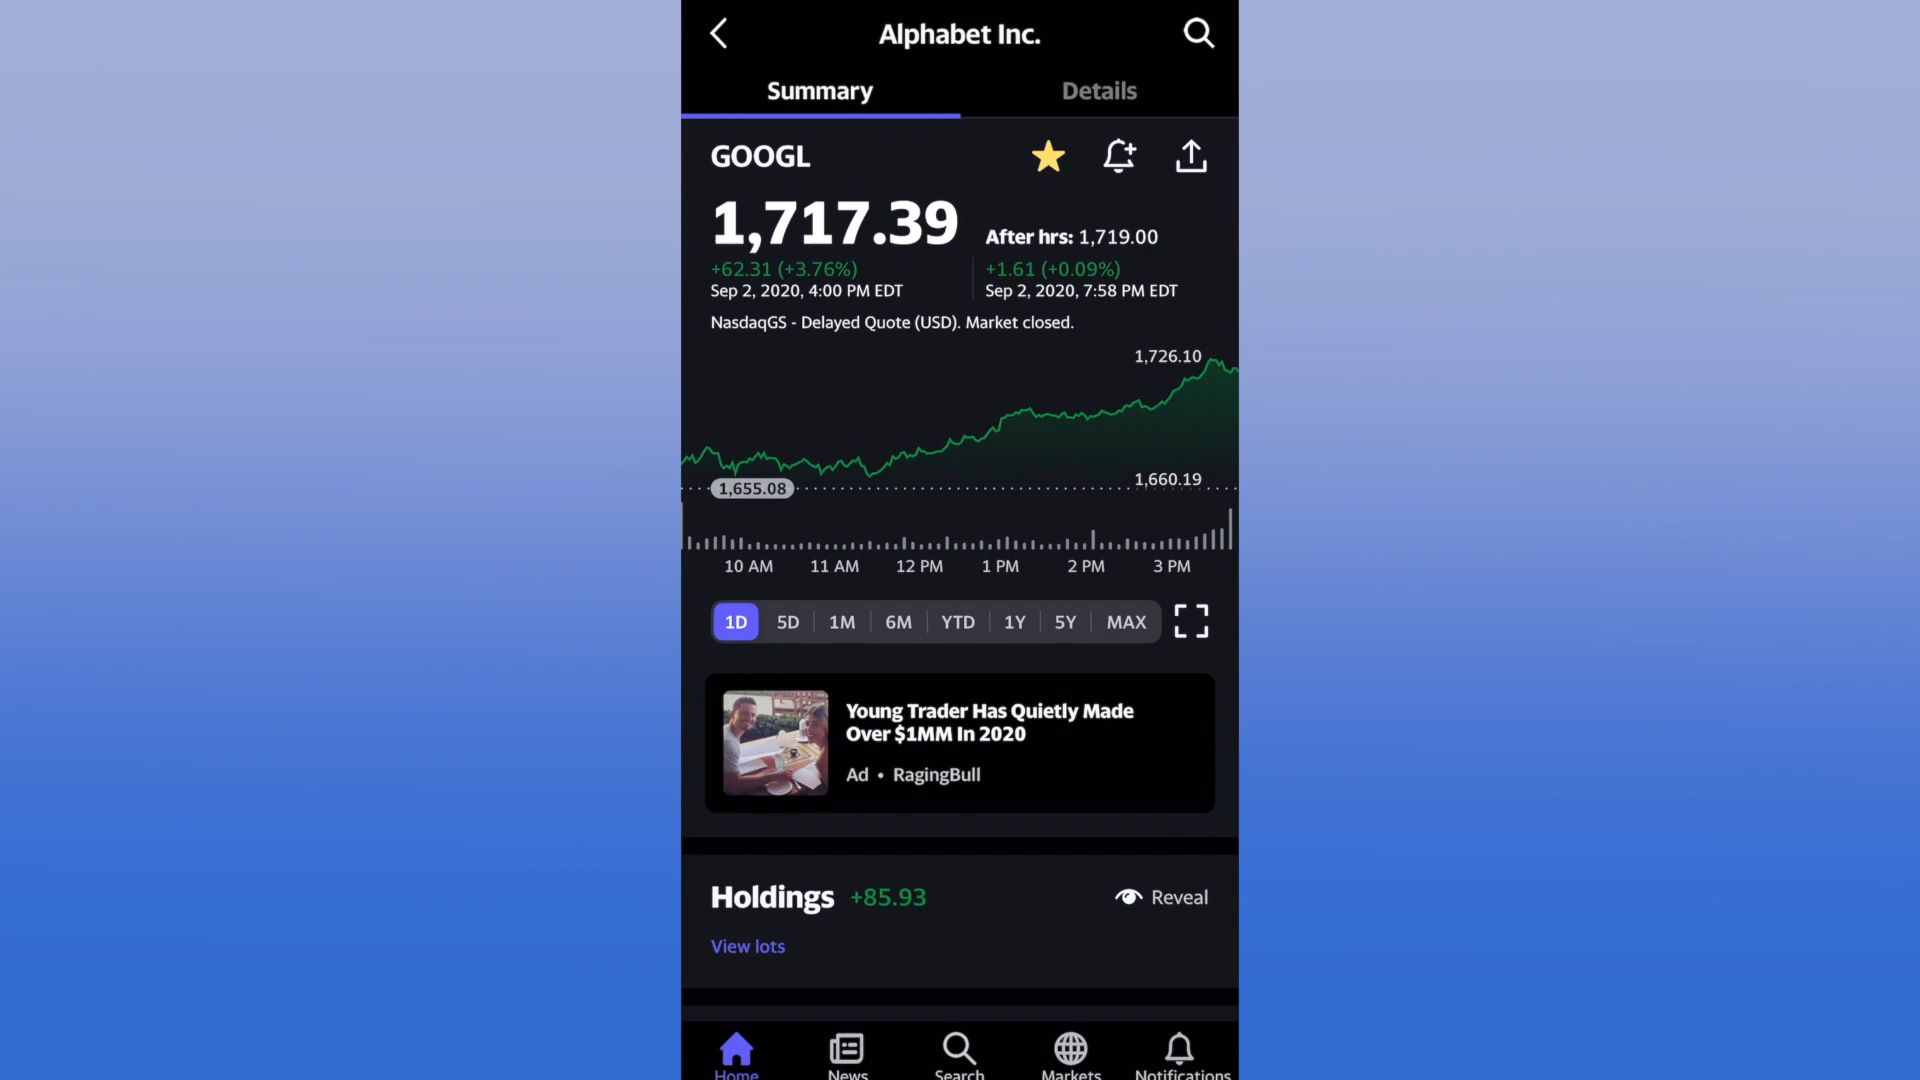 Alphabet Inc.
Summary
Details
GOOGL
1,717.39
After hrs: 1,719.00
+62.31 (+3.76%)
+1.61 (+0.09%)
Sep 2, 2020, 4:00 PM EDT
Sep 2, 2020, 7:58 PM EDT
NasdaqGS - Delayed Quote (USD). Market closed.
1,726.10
1,660.19
1,655.08
10 AM 11 AM 12 PM 1 PM 2 PM 3 PM
1D 5D 1M 6M YTD 1Y 5Y MAX
Young Trader Has Quietly Made
Over $1MM In 2020
Ad • RagingBull
Holdings +85.93
Reveal
View lots
Home News Search Markets Notifications